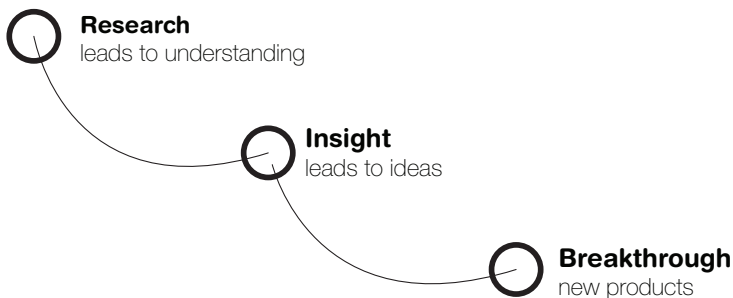 Research
leads to understanding
Insight
leads to ideas
Breakthrough
new products